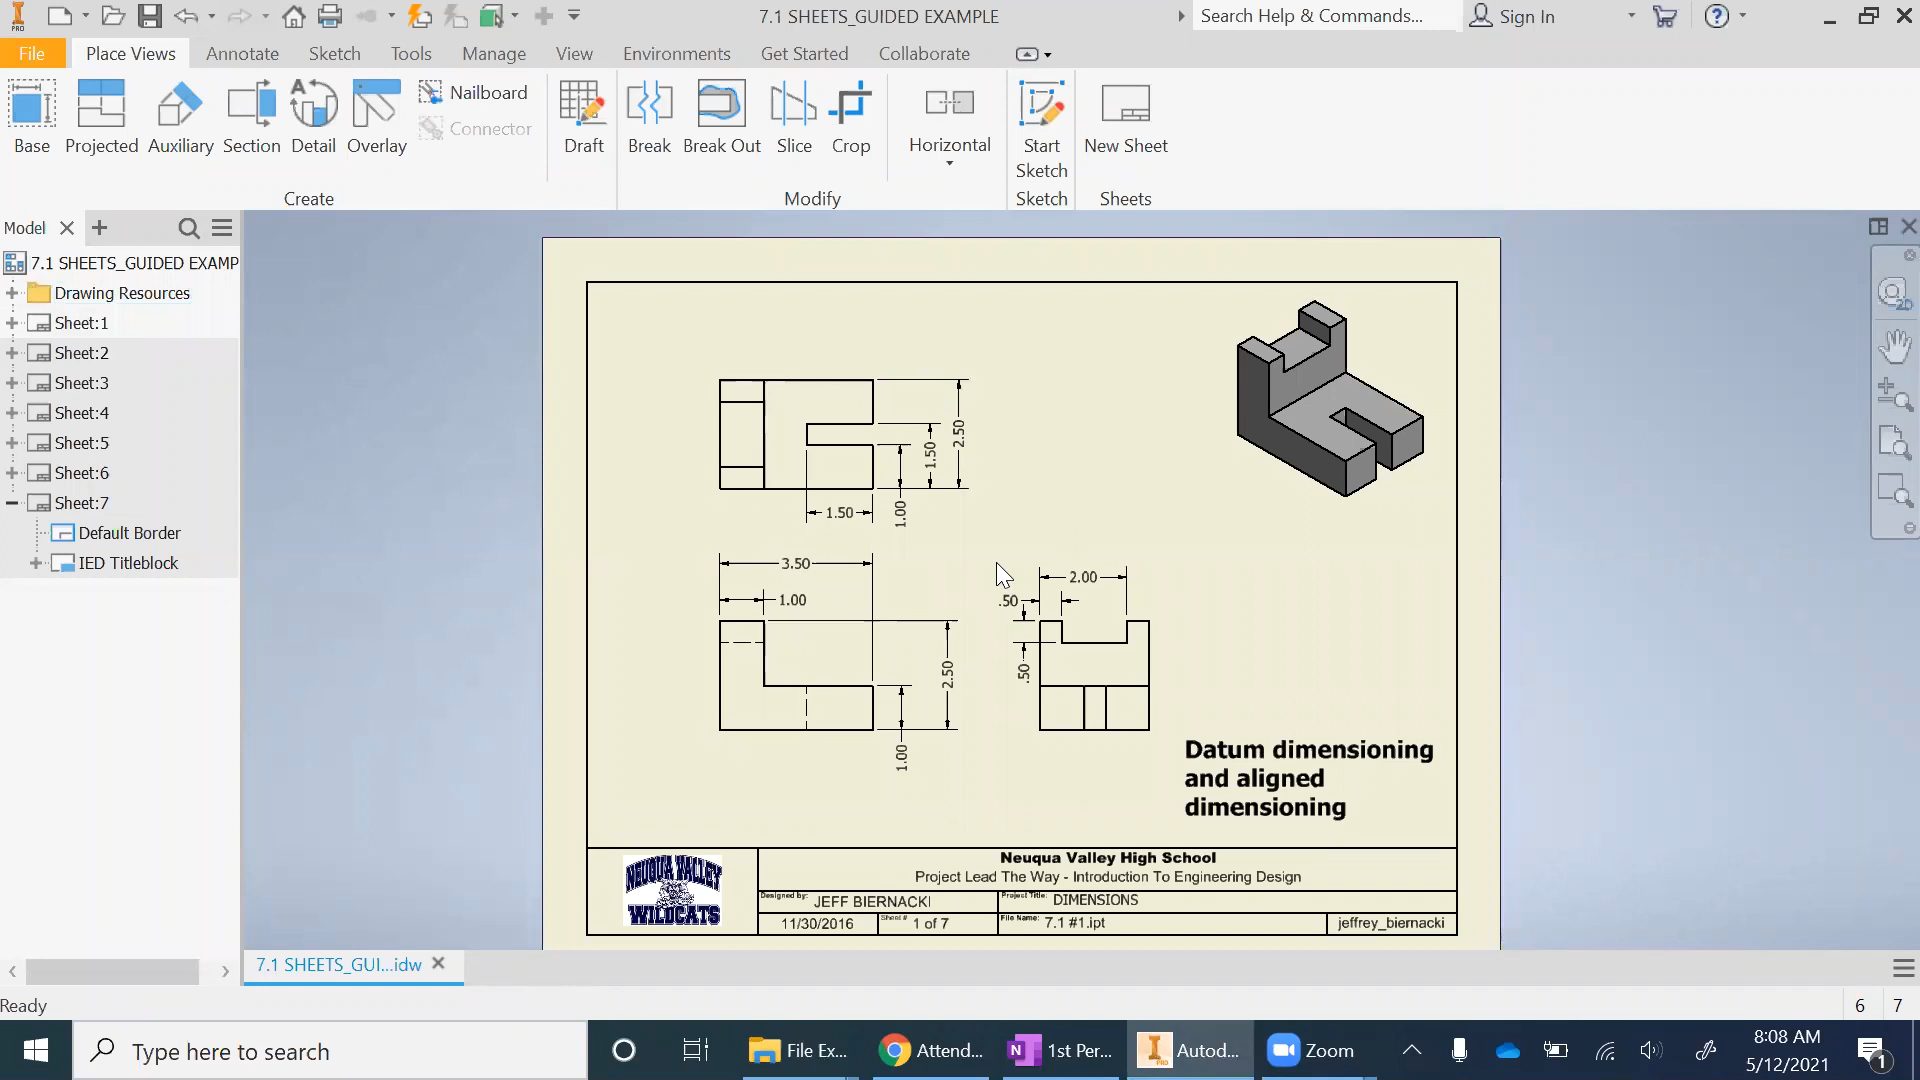 7.1 SHEETS_GUIDED EXAMPLE
Search Help & Commands...
Sign In
PRO
File
Place Views
Annotate
Sketch
Tools
Manage
View
Environments
Get Started
Collaborate
Base
Projected
Auxiliary
Section
Detail
Overlay
Nailboard
Connector
Draft
Break
Break Out
Slice
Crop
Horizontal
Start
Sketch
New Sheet
Create
Modify
Sketch
Sheets
Model
7.1 SHEETS_GUIDED EXAMP
Drawing Resources
Sheet:1
Sheet:2
Sheet:3
Sheet:4
Sheet:5
Sheet:6
Sheet:7
Default Border
IED Titleblock
2.50
1.50
1.00
1.50
3.50
1.00
2.50
1.00
2.00
.50
.50
Datum dimensioning
and aligned
dimensioning
NEUQUA VALLEY
WILDCATS
Neuqua Valley High School
Project Lead The Way - Introduction To Engineering Design
Designed by: JEFF BIERNACKI
Project Title: DIMENSIONS
11/30/2016
Sheet # 1 of 7
File Name: 7.1 #1.ipt
jeffrey_biernacki
7.1 SHEETS_GUI...idw
Ready
6 7
Type here to search
File Ex...
Attend...
1st Per...
Autod...
Zoom
8:08 AM
5/12/2021
1